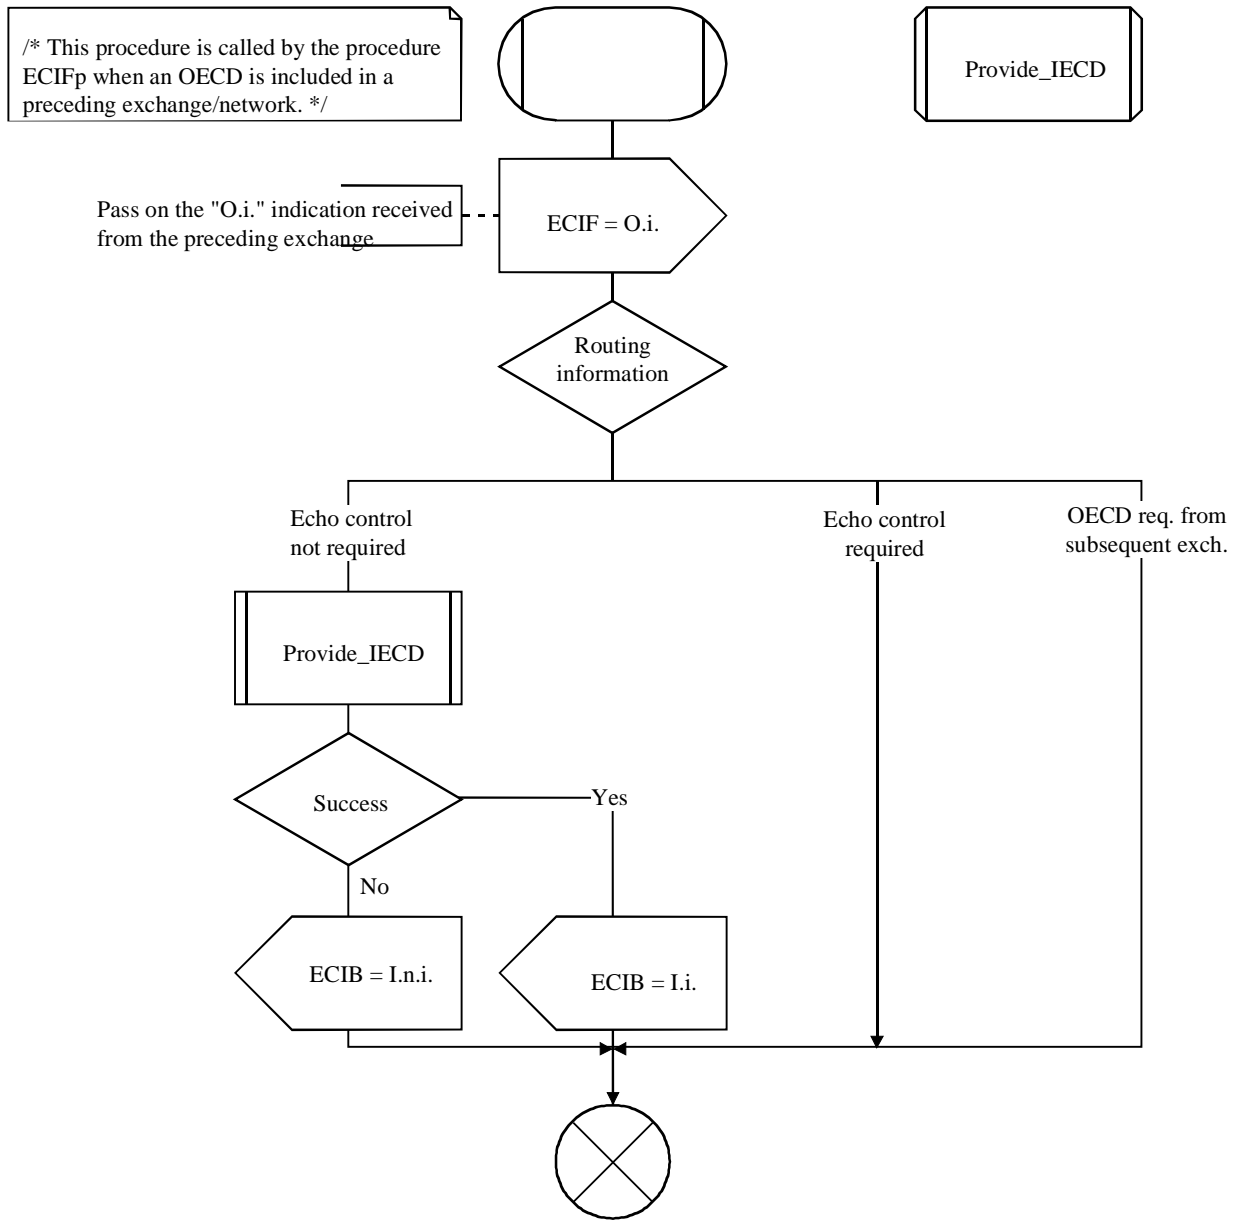 /* This procedure is called by the procedure
ECIFp when an OECD is included in a
preceding exchange/network. */
Provide_IECD
Pass on the "O.i." indication received
from the preceding exchange
ECIF = O.i.
Routing
information
Echo control
not required
Echo control
required
OECD req. from
subsequent exch.
Provide_IECD
Success
Yes
No
ECIB = I.n.i.
ECIB = I.i.